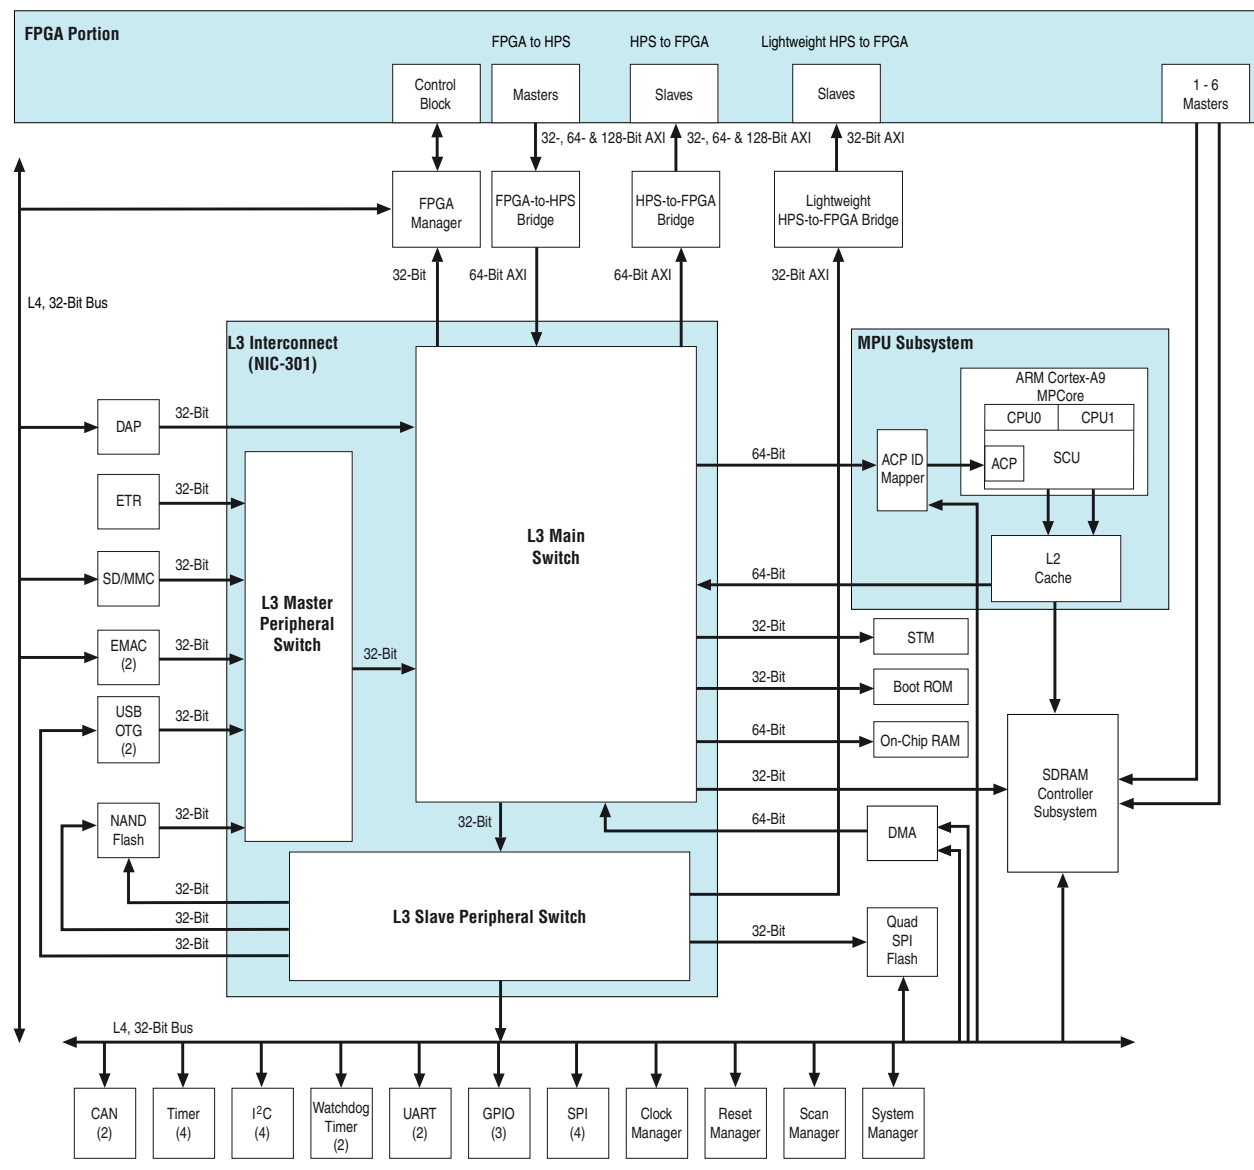 FPGA Portion
FPGA to HPS
HPS to FPGA
Lightweight HPS to FPGA
Control
Block
Masters
Slaves
Slaves
1 - 6
Masters
32-, 64- & 128-Bit AXI
32-, 64- & 128-Bit AXI
32-Bit AXI
FPGA
Manager
FPGA-to-HPS
Bridge
HPS-to-FPGA
Bridge
Lightweight
HPS-to-FPGA Bridge
32-Bit
64-Bit AXI
64-Bit AXI
32-Bit AXI
L4, 32-Bit Bus
L3 Interconnect
(NIC-301)
MPU Subsystem
ARM Cortex-A9
MPCore
CPU0
CPU1
ACP
SCU
ACP ID
Mapper
L2
Cache
DAP
32-Bit
ETR
32-Bit
SD/MMC
32-Bit
EMAC
(2)
32-Bit
USB
OTG
(2)
32-Bit
NAND
Flash
32-Bit
L3 Master
Peripheral
Switch
32-Bit
L3 Main
Switch
64-Bit
64-Bit
32-Bit
STM
32-Bit
Boot ROM
64-Bit
On-Chip RAM
32-Bit
SDRAM
Controller
Subsystem
64-Bit
DMA
32-Bit
32-Bit
32-Bit
32-Bit
L3 Slave Peripheral Switch
32-Bit
Quad
SPI
Flash
L4, 32-Bit Bus
CAN
(2)
Timer
(4)
I²C
(4)
Watchdog
Timer
(2)
UART
(2)
GPIO
(3)
SPI
(4)
Clock
Manager
Reset
Manager
Scan
Manager
System
Manager